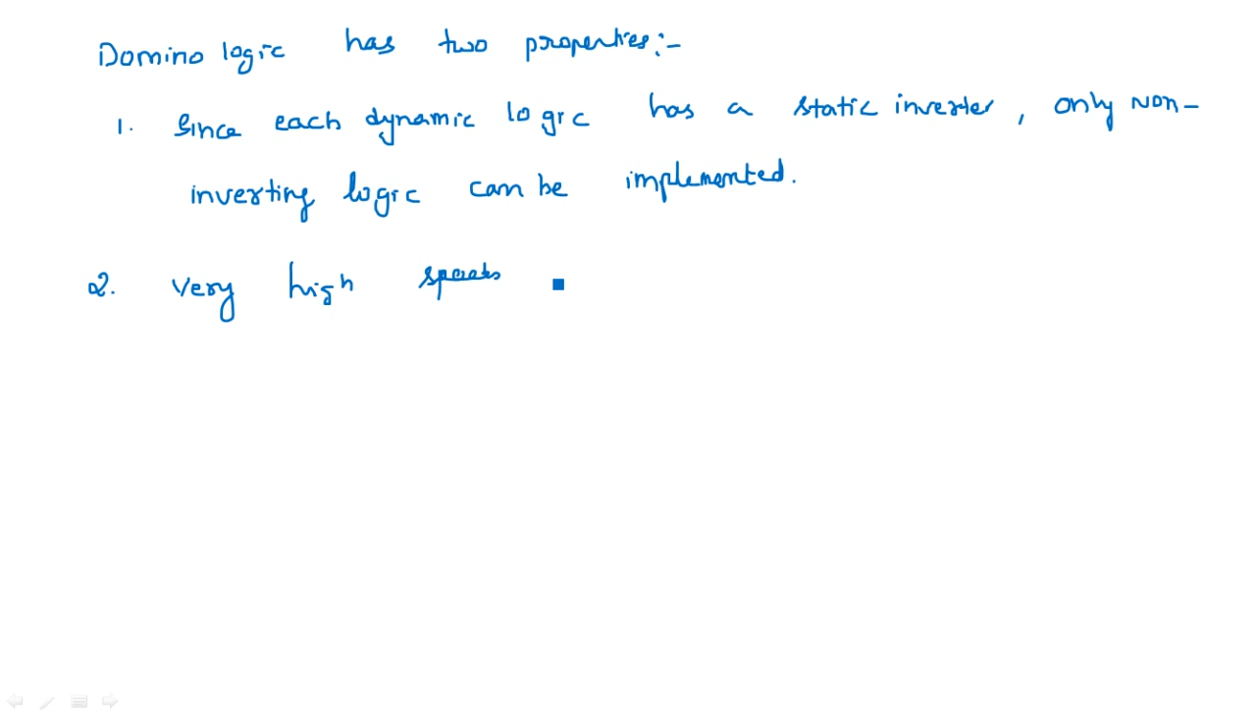 Domino logic has two properties:-
1. Since each dynamic logic has a static inverter, only non-
inverting logic can be implemented.
2. Very high speeds